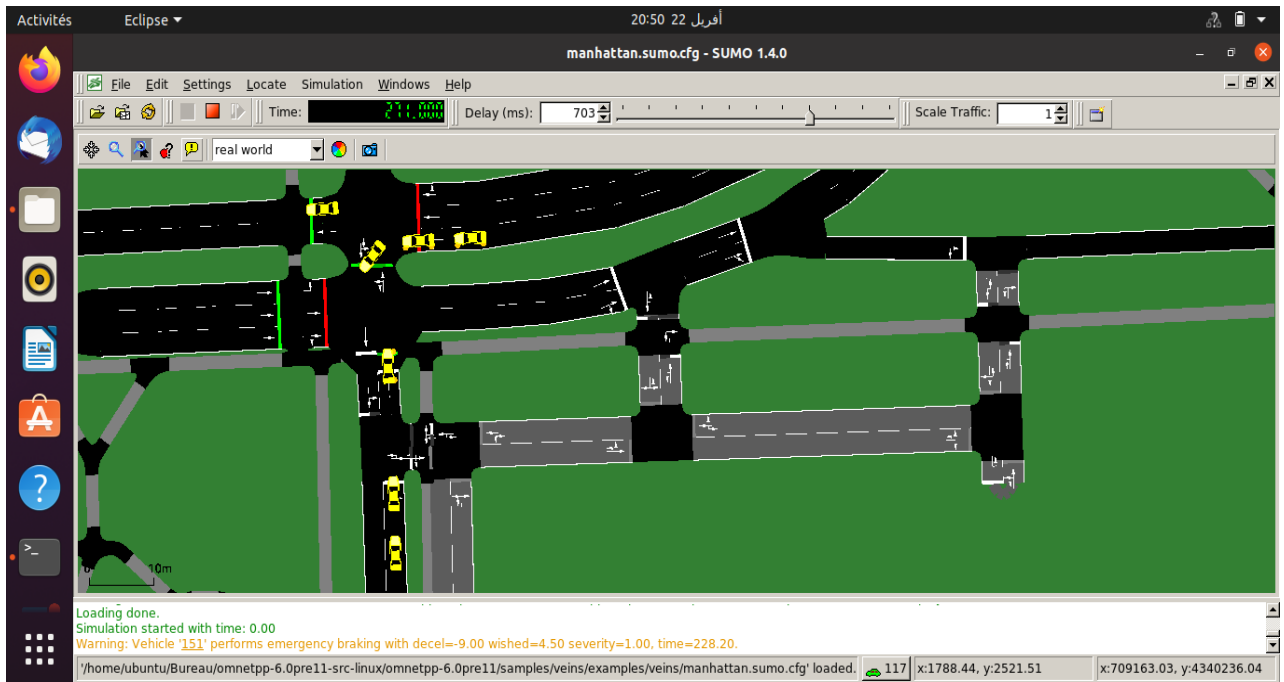 Activités Eclipse 20:50 22 أفريل
manhattan.sumo.cfg - SUMO 1.4.0
File Edit Settings Locate Simulation Windows Help
Time: 271.000 Delay (ms): 703 Scale Traffic: 1
real world
0 10m
Loading done.
Simulation started with time: 0.00
Warning: Vehicle '151' performs emergency braking with decel=-9.00 wished=4.50 severity=1.00, time=228.20.
'/home/ubuntu/Bureau/omnetpp-6.0pre11-src-linux/omnetpp-6.0pre11/samples/veins/examples/veins/manhattan.sumo.cfg' loaded. 117 x:1788.44, y:2521.51 x:709163.03, y:4340236.04